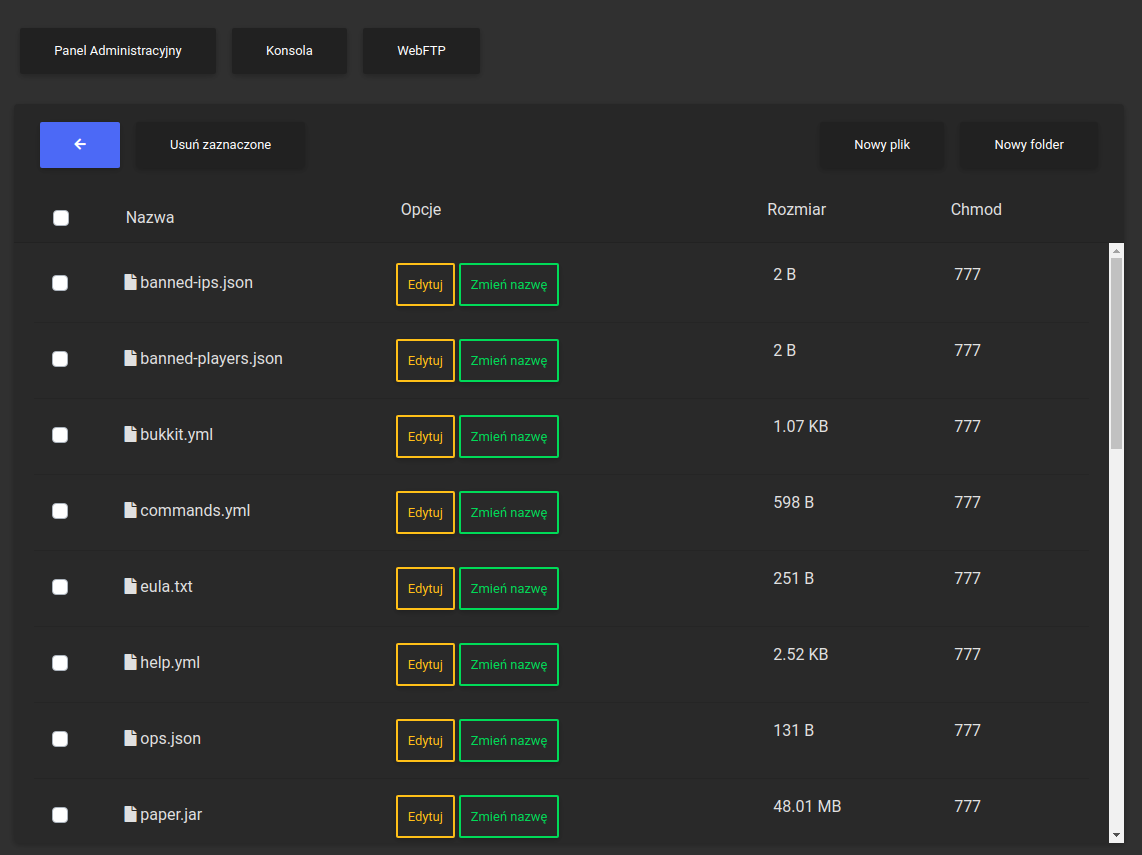 Panel Administracyjny Konsola WebFTP
Usuń zaznaczone Nowy plik Nowy folder
Nazwa Opcje Rozmiar Chmod
banned-ips.json Edytuj Zmień nazwę 2 B 777
banned-players.json Edytuj Zmień nazwę 2 B 777
bukkit.yml Edytuj Zmień nazwę 1.07 KB 777
commands.yml Edytuj Zmień nazwę 598 B 777
eula.txt Edytuj Zmień nazwę 251 B 777
help.yml Edytuj Zmień nazwę 2.52 KB 777
ops.json Edytuj Zmień nazwę 131 B 777
paper.jar Edytuj Zmień nazwę 48.01 MB 777